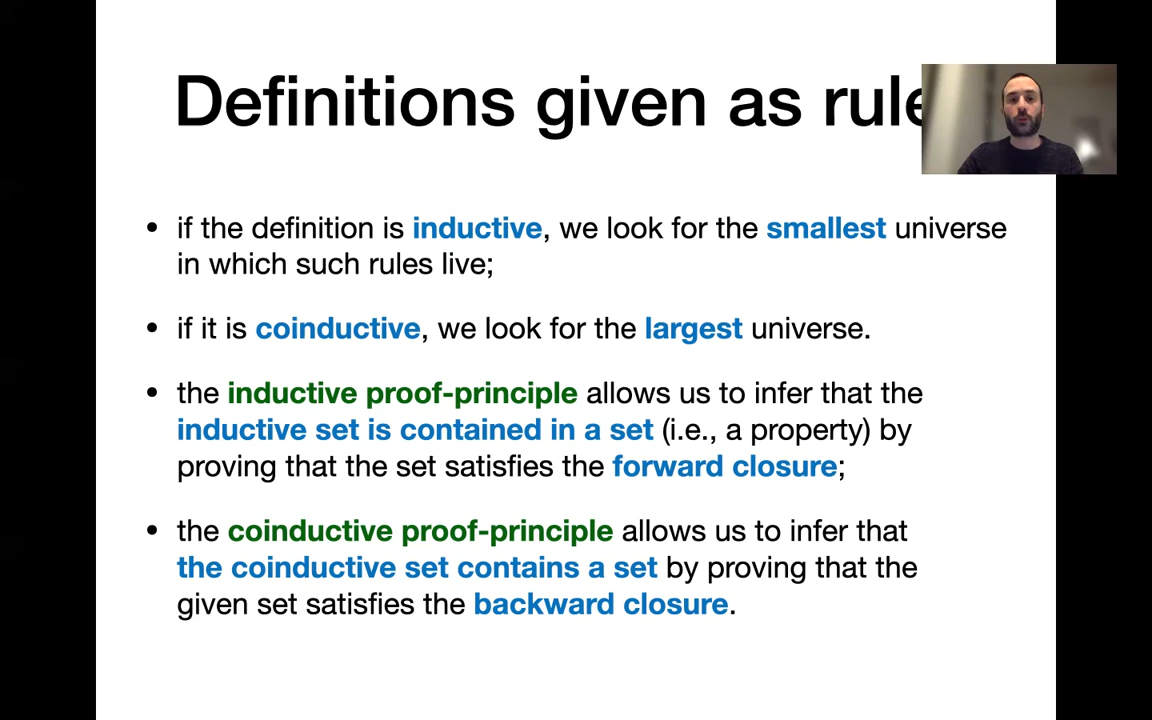 Definitions given as rule
• if the definition is inductive, we look for the smallest universe
in which such rules live;
• if it is coinductive, we look for the largest universe.
• the inductive proof-principle allows us to infer that the
inductive set is contained in a set (i.e., a property) by
proving that the set satisfies the forward closure;
• the coinductive proof-principle allows us to infer that
the coinductive set contains a set by proving that the
given set satisfies the backward closure.